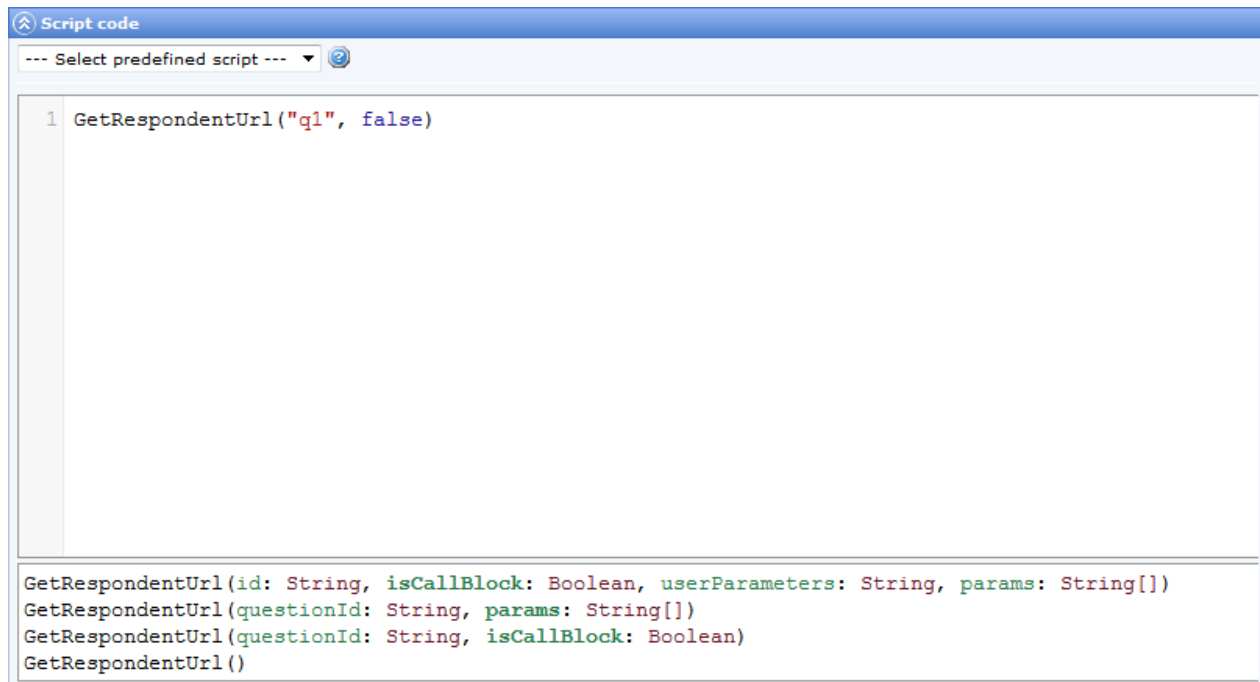 Script code
--- Select predefined script ---
1 GetRespondentUrl("q1", false)
GetRespondentUrl(id: String, isCallBlock: Boolean, userParameters: String, params: String[])
GetRespondentUrl(questionId: String, params: String[])
GetRespondentUrl(questionId: String, isCallBlock: Boolean)
GetRespondentUrl()